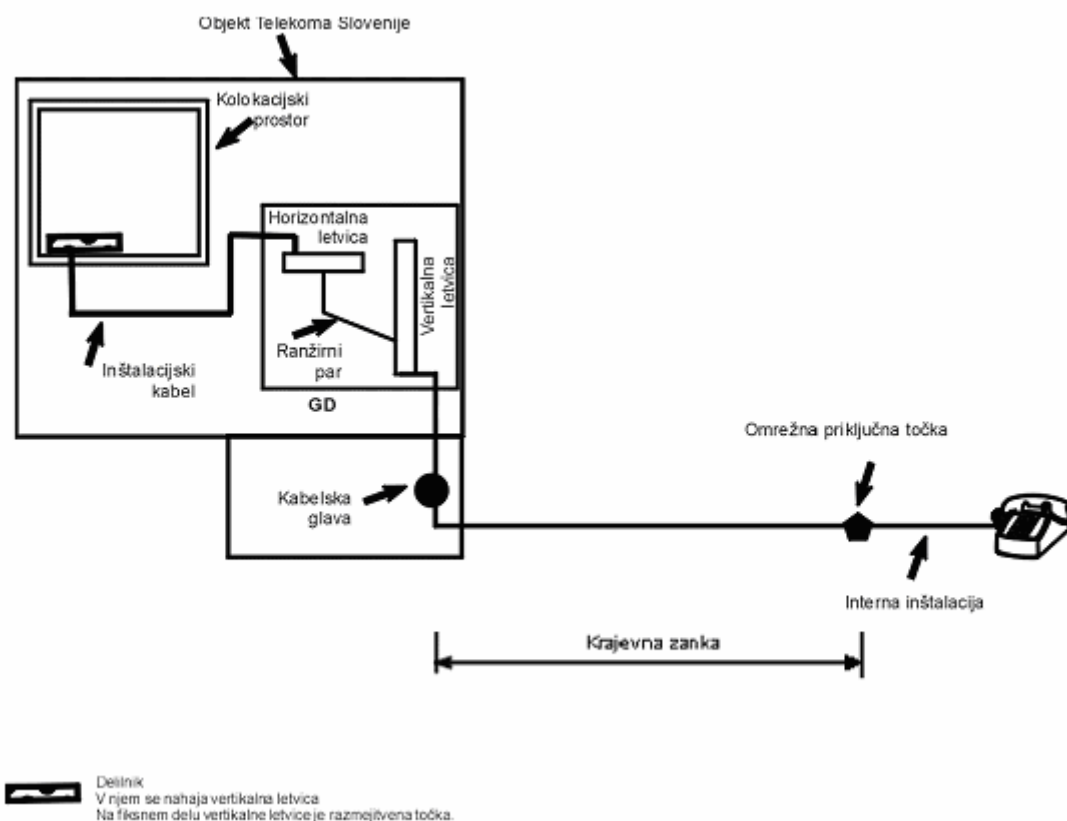 Objekt Telekoma Slovenije
Kolokacijski
prostor
Horizontalna
letvica
Vertikalna
letvica
Ranžirni
par
Inštalacijski
kabel
GD
Omrežna priključna točka
Kabelska
glava
Interna inštalacija
Krajevna zanka
Delilnik
V njem se nahaja vertikalna letvica
Na fiksnem delu vertikalne letvice je razmejitvena točka.